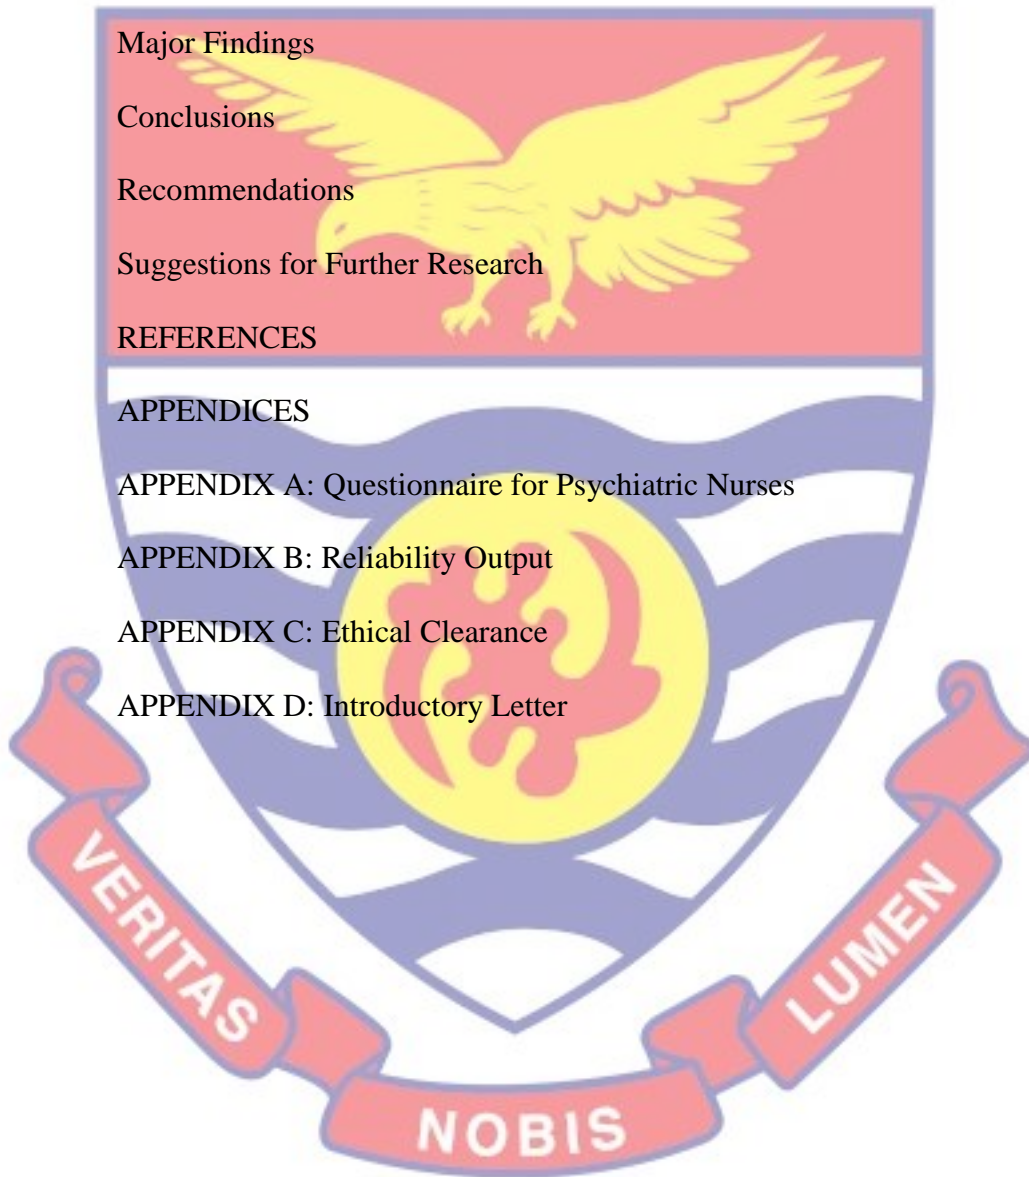 Major Findings
Conclusions
Recommendations
Suggestions for Further Research
REFERENCES
APPENDICES
APPENDIX A: Questionnaire for Psychiatric Nurses
APPENDIX B: Reliability Output
APPENDIX C: Ethical Clearance
APPENDIX D: Introductory Letter
VERITAS
NOBIS
LUMEN